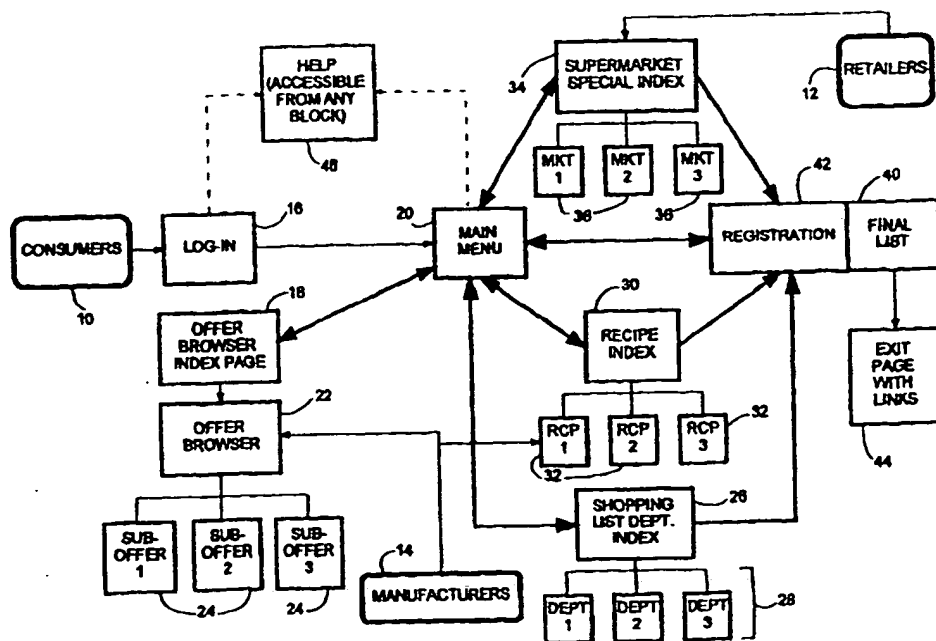 HELP
(ACCESSIBLE
FROM ANY
BLOCK)
46
34
SUPERMARKET
SPECIAL INDEX
12
RETAILERS
MKT
1
MKT
2
MKT
3
36
36
CONSUMERS
10
16
LOG-IN
20
MAIN
MENU
42
REGISTRATION
40
FINAL
LIST
18
OFFER
BROWSER
INDEX PAGE
30
RECIPE
INDEX
EXIT
PAGE
WITH
LINKS
44
22
OFFER
BROWSER
RCP
1
RCP
2
RCP
3
32
32
SUB-
OFFER
1
SUB-
OFFER
2
SUB-
OFFER
3
24
24
14
MANUFACTURERS
26
SHOPPING
LIST DEPT.
INDEX
DEPT
1
DEPT
2
DEPT
3
28